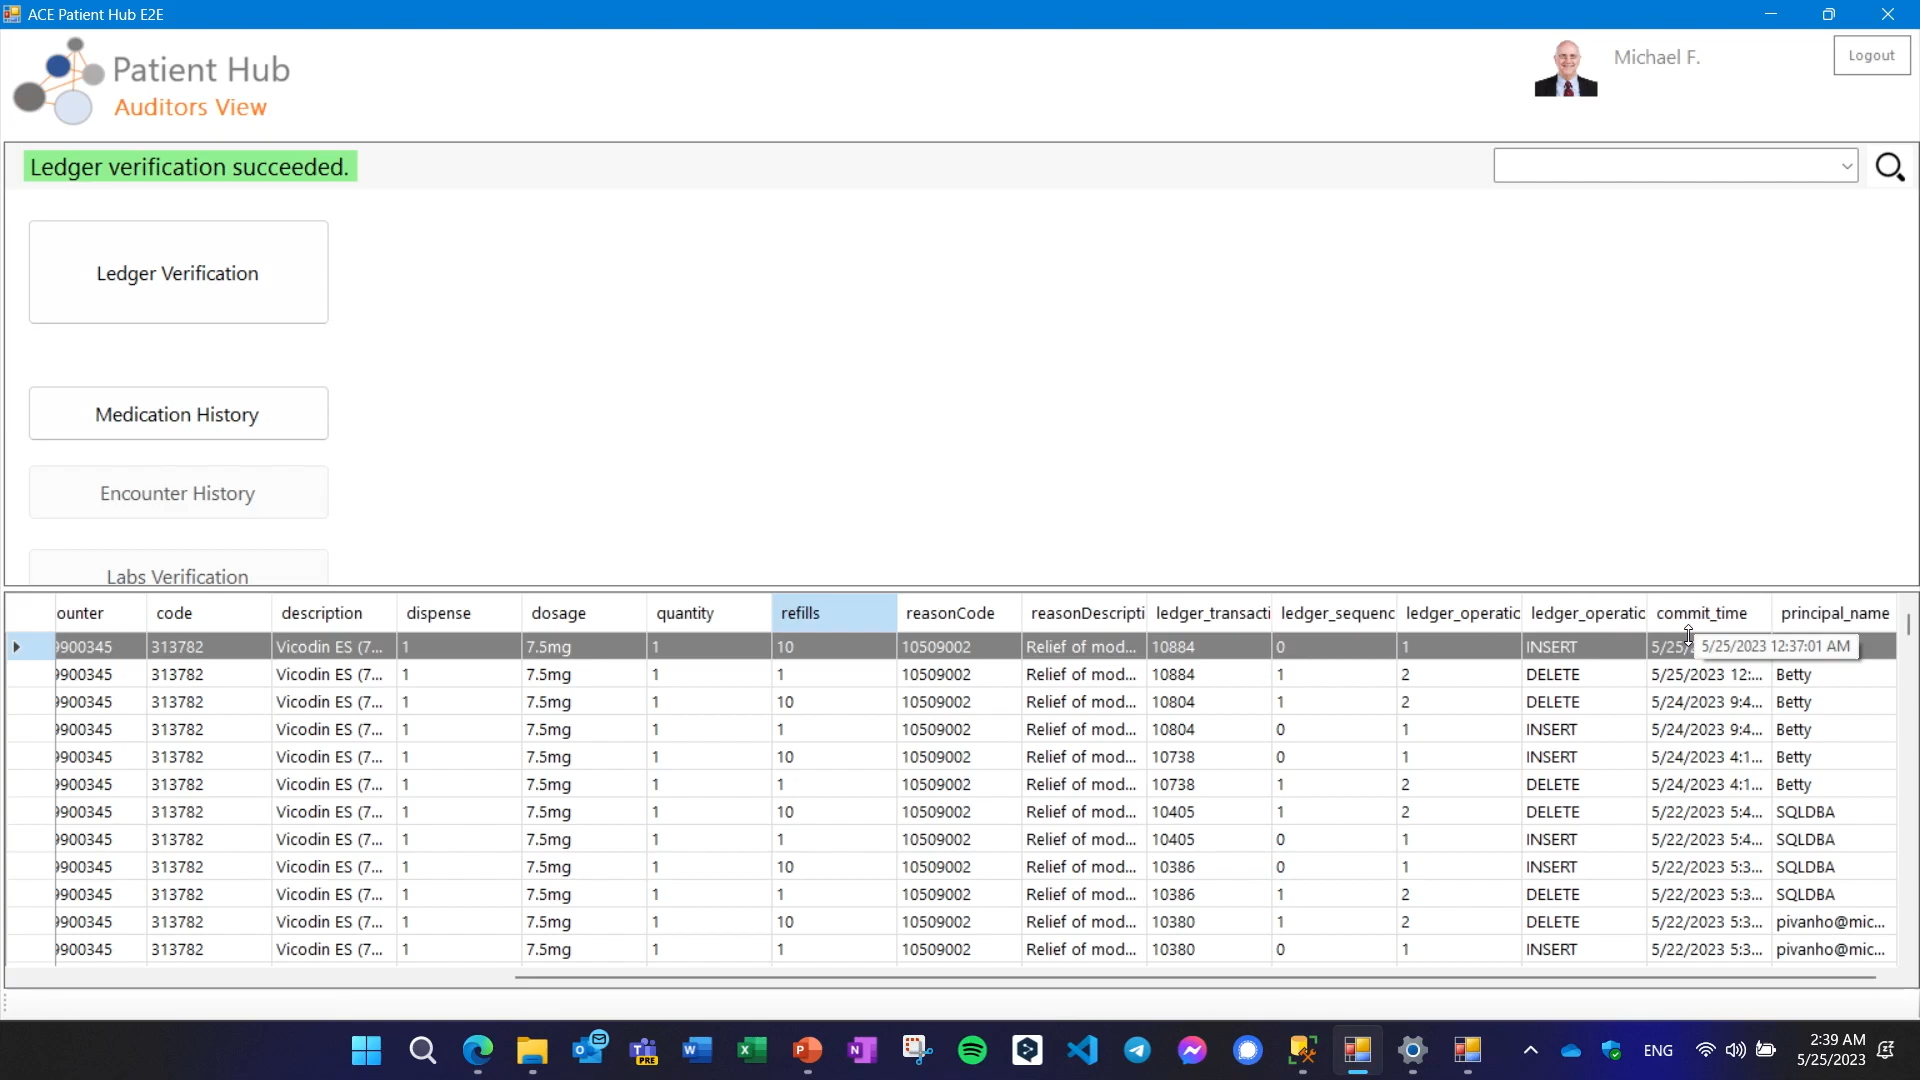 ACE Patient Hub E2E
Patient Hub
Auditors View
Michael F.
Logout
Ledger verification succeeded.
Ledger Verification
Medication History
Encounter History
Labs Verification
ounter code description dispense dosage quantity refills reasonCode reasonDescripti ledger_transacti ledger_sequenc ledger_operatic ledger_operatic commit_time principal_name
9900345 313782 Vicodin ES (7... 1 7.5mg 1 10 10509002 Relief of mod... 10884 0 1 INSERT 5/25/ 5/25/2023 12:37:01 AM
9900345 313782 Vicodin ES (7... 1 7.5mg 1 1 10509002 Relief of mod... 10884 1 2 DELETE 5/25/2023 12:... Betty
9900345 313782 Vicodin ES (7... 1 7.5mg 1 10 10509002 Relief of mod... 10804 1 2 DELETE 5/24/2023 9:4... Betty
9900345 313782 Vicodin ES (7... 1 7.5mg 1 1 10509002 Relief of mod... 10804 0 1 INSERT 5/24/2023 9:4... Betty
9900345 313782 Vicodin ES (7... 1 7.5mg 1 10 10509002 Relief of mod... 10738 0 1 INSERT 5/24/2023 4:1... Betty
9900345 313782 Vicodin ES (7... 1 7.5mg 1 1 10509002 Relief of mod... 10738 1 2 DELETE 5/24/2023 4:1... Betty
9900345 313782 Vicodin ES (7... 1 7.5mg 1 10 10509002 Relief of mod... 10405 1 2 DELETE 5/22/2023 5:4... SQLDBA
9900345 313782 Vicodin ES (7... 1 7.5mg 1 1 10509002 Relief of mod... 10405 0 1 INSERT 5/22/2023 5:4... SQLDBA
9900345 313782 Vicodin ES (7... 1 7.5mg 1 10 10509002 Relief of mod... 10386 0 1 INSERT 5/22/2023 5:3... SQLDBA
9900345 313782 Vicodin ES (7... 1 7.5mg 1 1 10509002 Relief of mod... 10386 1 2 DELETE 5/22/2023 5:3... SQLDBA
9900345 313782 Vicodin ES (7... 1 7.5mg 1 10 10509002 Relief of mod... 10380 1 2 DELETE 5/22/2023 5:3... pivanho@mic...
9900345 313782 Vicodin ES (7... 1 7.5mg 1 1 10509002 Relief of mod... 10380 0 1 INSERT 5/22/2023 5:3... pivanho@mic...
PRE
ENG
2:39 AM
5/25/2023